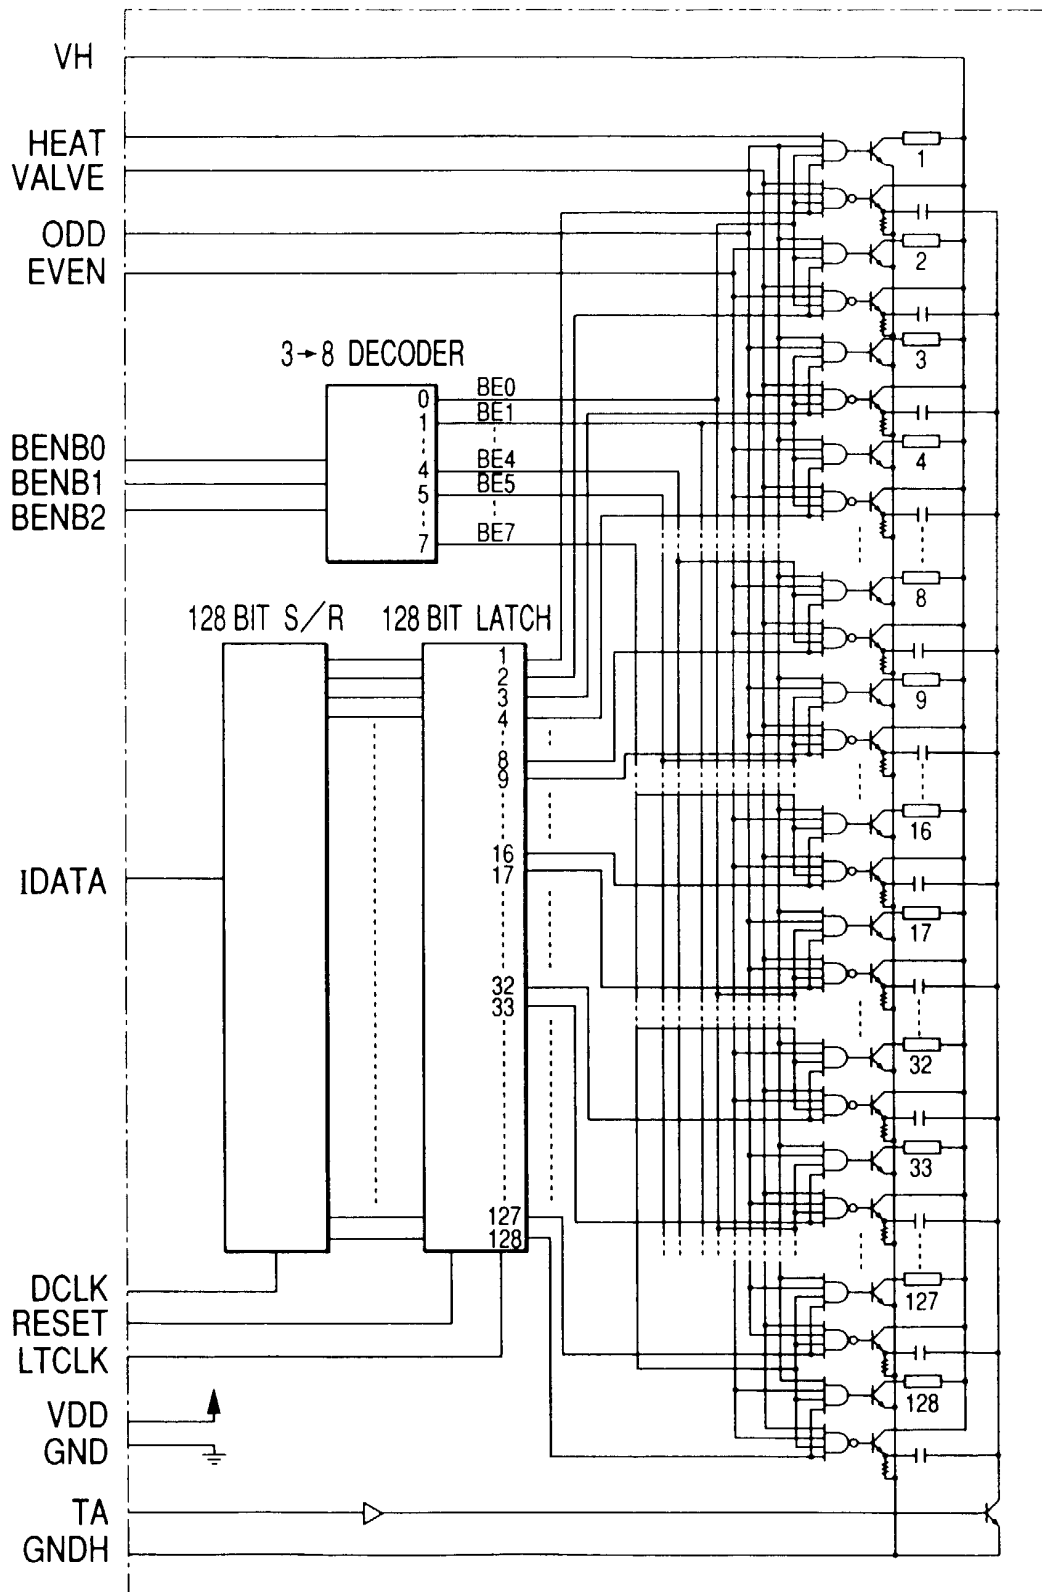 VH
HEAT
VALVE
ODD
EVEN
1
2
3
4
8
9
16
17
32
33
127
128
3→8 DECODER
0
1
4
5
7
BE0
BE1
BE4
BE5
BE7
BENB0
BENB1
BENB2
128 BIT S/R
128 BIT LATCH
1
2
3
4
8
9
16
17
32
33
127
128
IDATA
DCLK
RESET
LTCLK
VDD
GND
TA
GNDH